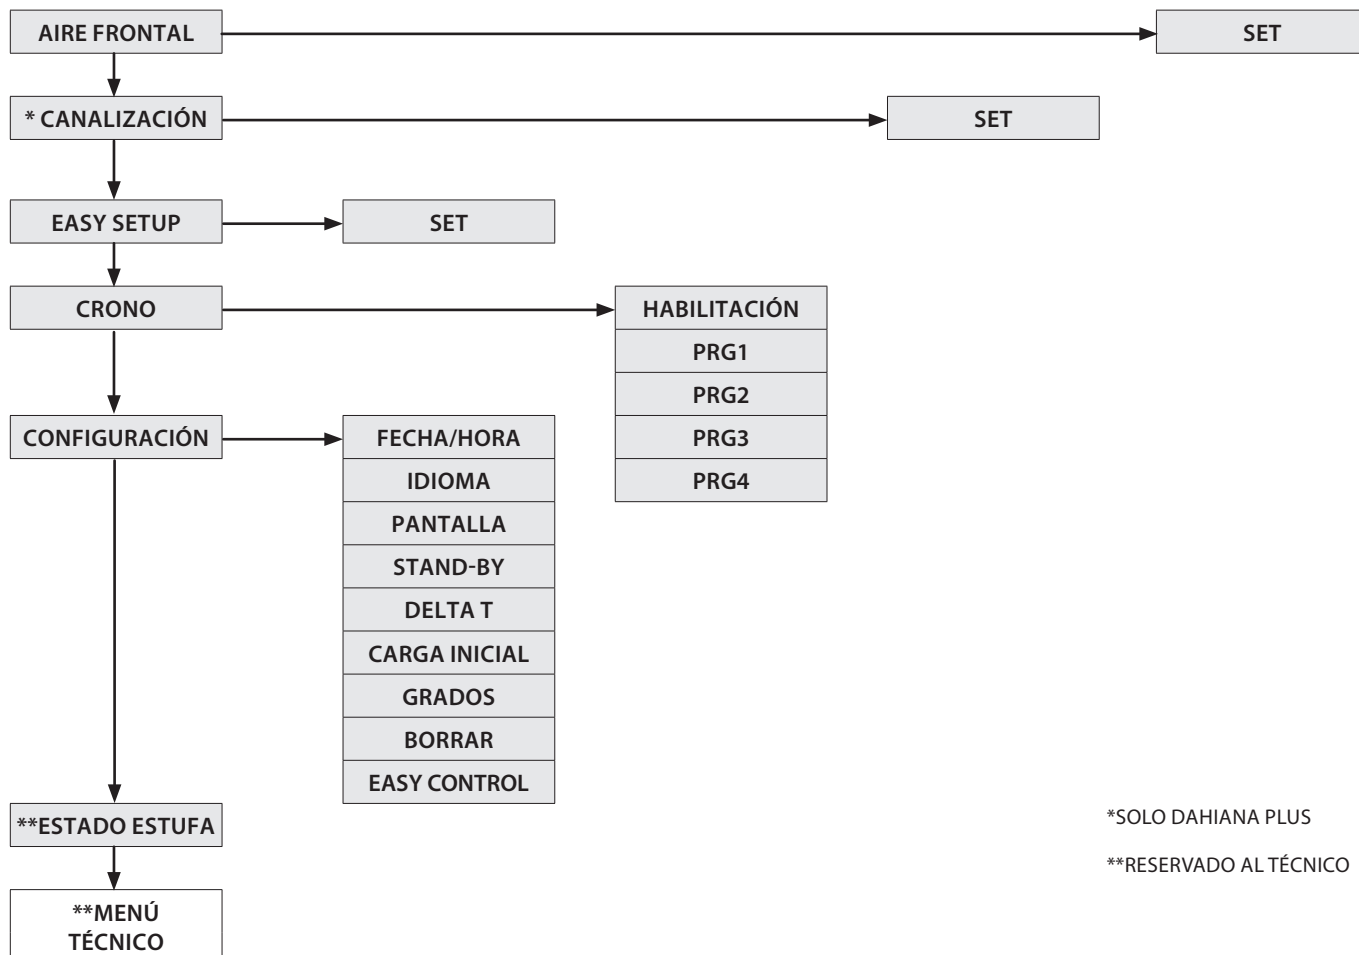 AIRE FRONTAL
SET
* CANALIZACIÓN
SET
EASY SETUP
SET
CRONO
HABILITACIÓN
PRG1
PRG2
PRG3
PRG4
CONFIGURACIÓN
FECHA/HORA
IDIOMA
PANTALLA
STAND-BY
DELTA T
CARGA INICIAL
GRADOS
BORRAR
EASY CONTROL
**ESTADO ESTUFA
**MENÚ
TÉCNICO
*SOLO DAHIANA PLUS
**RESERVADO AL TÉCNICO